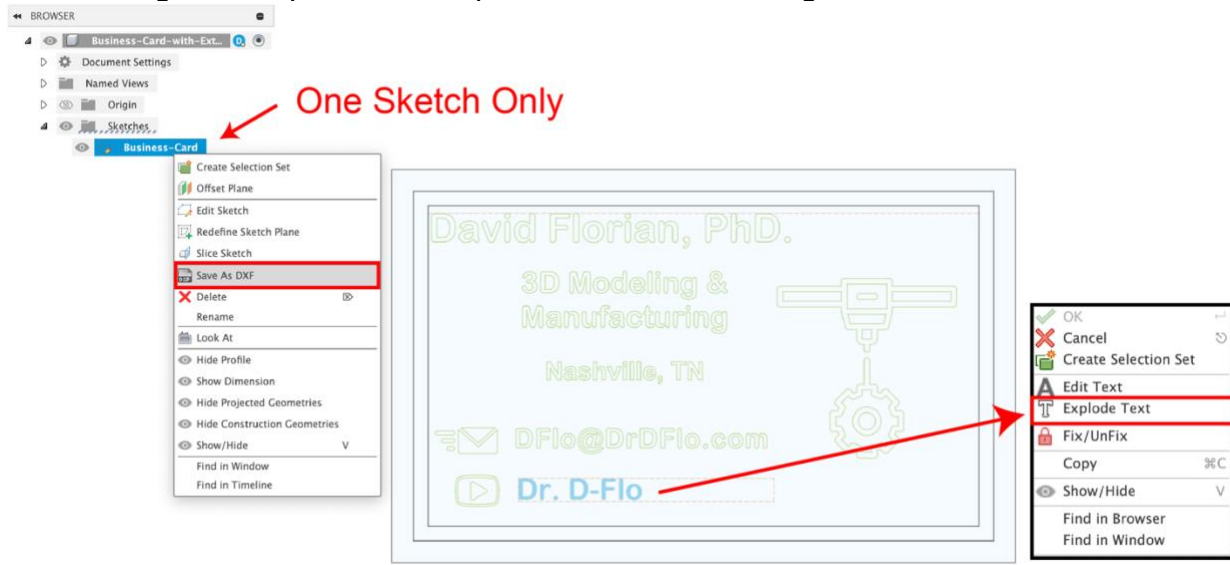 BROWSER
Business-Card-with-Ext...
Document Settings
Named Views
Origin
Sketches
Business-Card
One Sketch Only
Create Selection Set
Offset Plane
Edit Sketch
Redefine Sketch Plane
Slice Sketch
Save As DXF
Delete
Rename
Look At
Hide Profile
Show Dimension
Hide Projected Geometries
Hide Construction Geometries
Show/Hide V
Find in Window
Find in Timeline
David Florian, PhD.
3D Modeling &
Manufacturing
Nashville, TN
DFlo@DrDFlo.com
Dr. D-Flo
OK
Cancel
Create Selection Set
Edit Text
Explode Text
Fix/UnFix
Copy ⌘C
Show/Hide V
Find in Browser
Find in Window